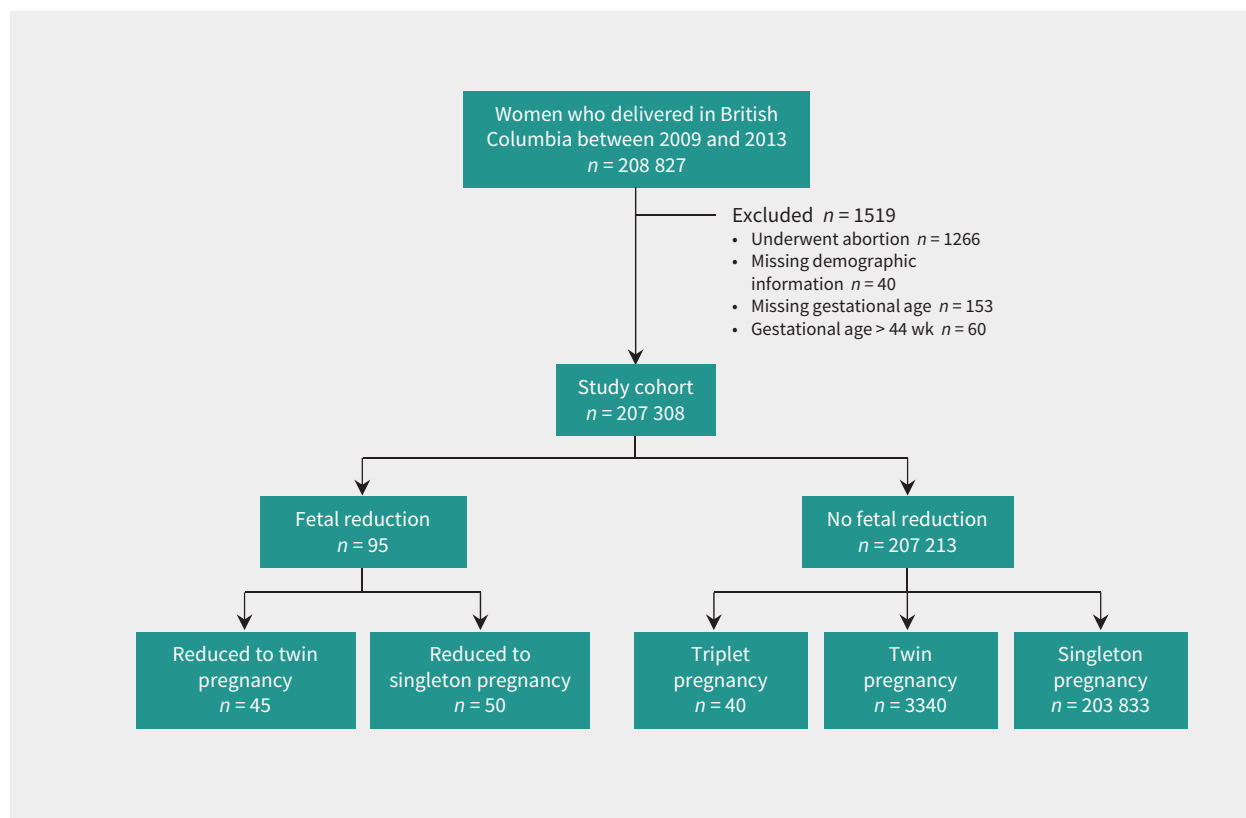 Women who delivered in British
Columbia between 2009 and 2013
n = 208 827
Excluded n = 1519
• Underwent abortion n = 1266
• Missing demographic
information n = 40
• Missing gestational age n = 153
• Gestational age > 44 wk n = 60
Study cohort
n = 207 308
Fetal reduction
n = 95
No fetal reduction
n = 207 213
Reduced to twin
pregnancy
n = 45
Reduced to
singleton pregnancy
n = 50
Triplet
pregnancy
n = 40
Twin
pregnancy
n = 3340
Singleton
pregnancy
n = 203 833